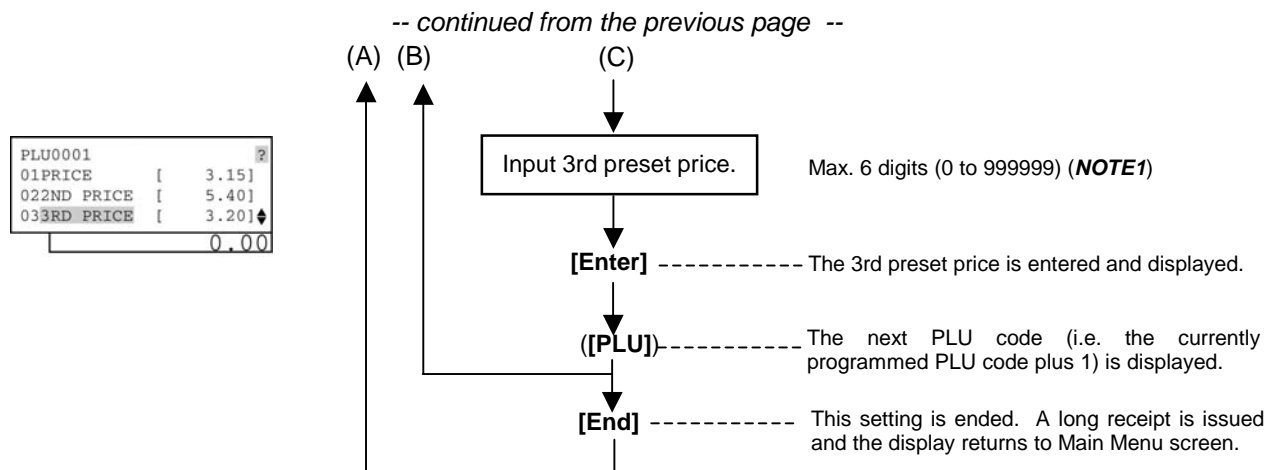 -- continued from the previous page --
(A) (B) (C)
PLU0001 ?
01PRICE [ 3.15]
022ND PRICE [ 5.40]
033RD PRICE [ 3.20]
0.00
Input 3rd preset price.
Max. 6 digits (0 to 999999) (NOTE1)
[Enter]
The 3rd preset price is entered and displayed.
([PLU])
The next PLU code (i.e. the currently
programmed PLU code plus 1) is displayed.
[End]
This setting is ended. A long receipt is issued
and the display returns to Main Menu screen.